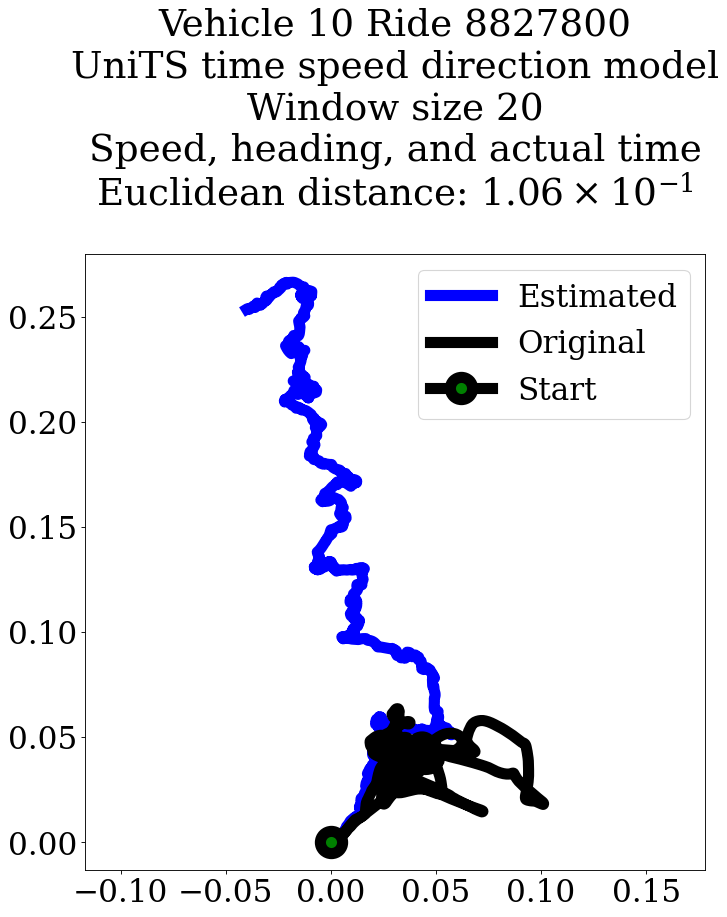 Vehicle 10 Ride 8827800
UniTS time speed direction model
Window size 20
Speed, heading, and actual time
Euclidean distance: 1.06 × 10⁻¹
Estimated
Original
Start
0.25
0.20
0.15
0.10
0.05
0.00
−0.10 −0.05 0.00 0.05 0.10 0.15